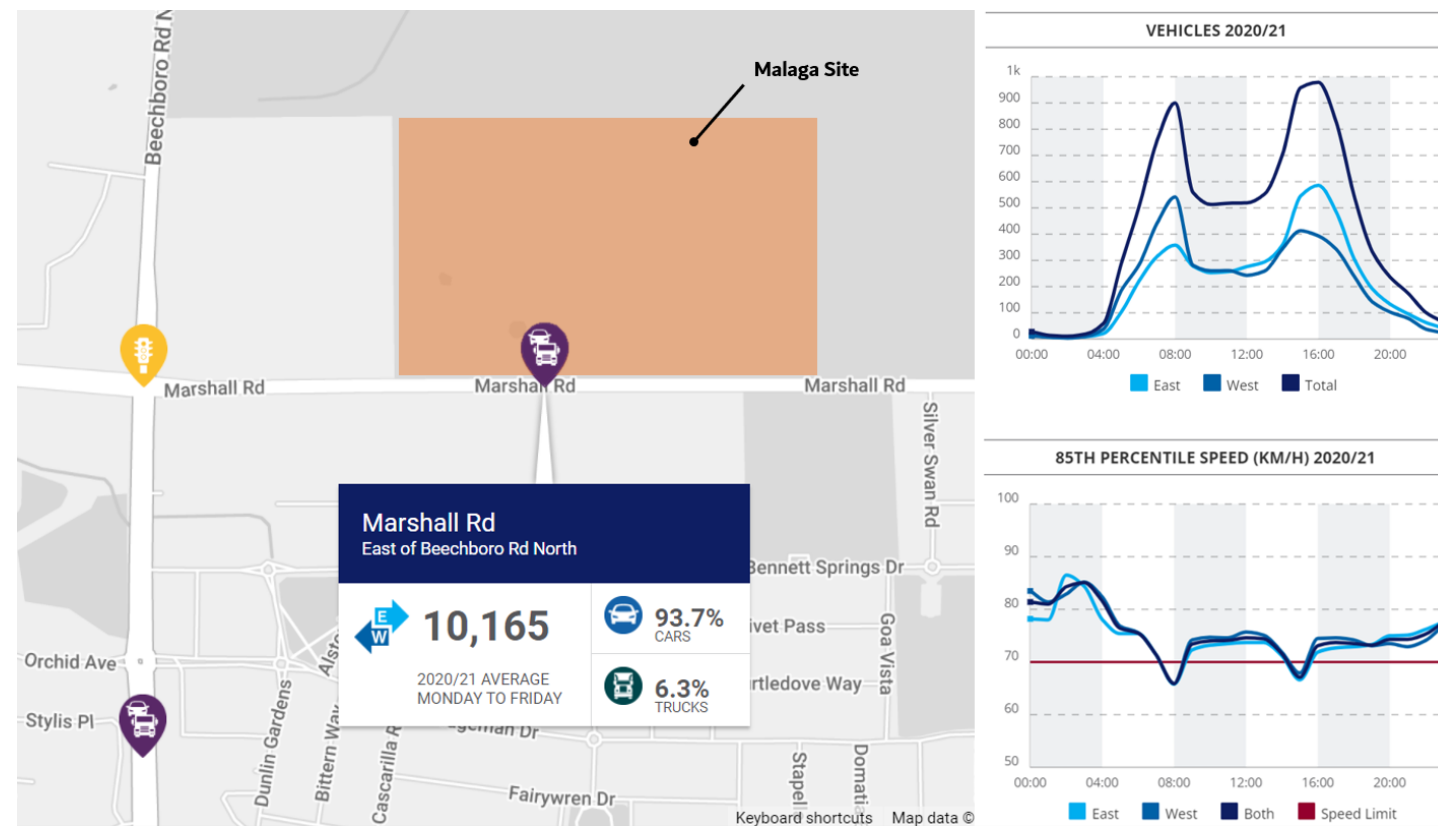 Beechboro Rd N
Malaga Site
Marshall Rd
Marshall Rd
Marshall Rd
Silver Swan Rd
Marshall Rd
East of Beechboro Rd North
E
W
10,165
2020/21 AVERAGE
MONDAY TO FRIDAY
93.7%
CARS
6.3%
TRUCKS
Bennett Springs Dr
Goa Vista
Orchid Ave
Stylis Pl
Dunlin Gardens
Bittern Way
Cascarilla R
Way
Dr
Fairywren Dr
Stapel
Domati
Keyboard shortcuts
Map data ©
VEHICLES 2020/21
1k
900
800
700
600
500
400
300
200
100
0
00:00 04:00 08:00 12:00 16:00 20:00
East West Total
85TH PERCENTILE SPEED (KM/H) 2020/21
100
90
80
70
60
50
00:00 04:00 08:00 12:00 16:00 20:00
East West Both Speed Limit